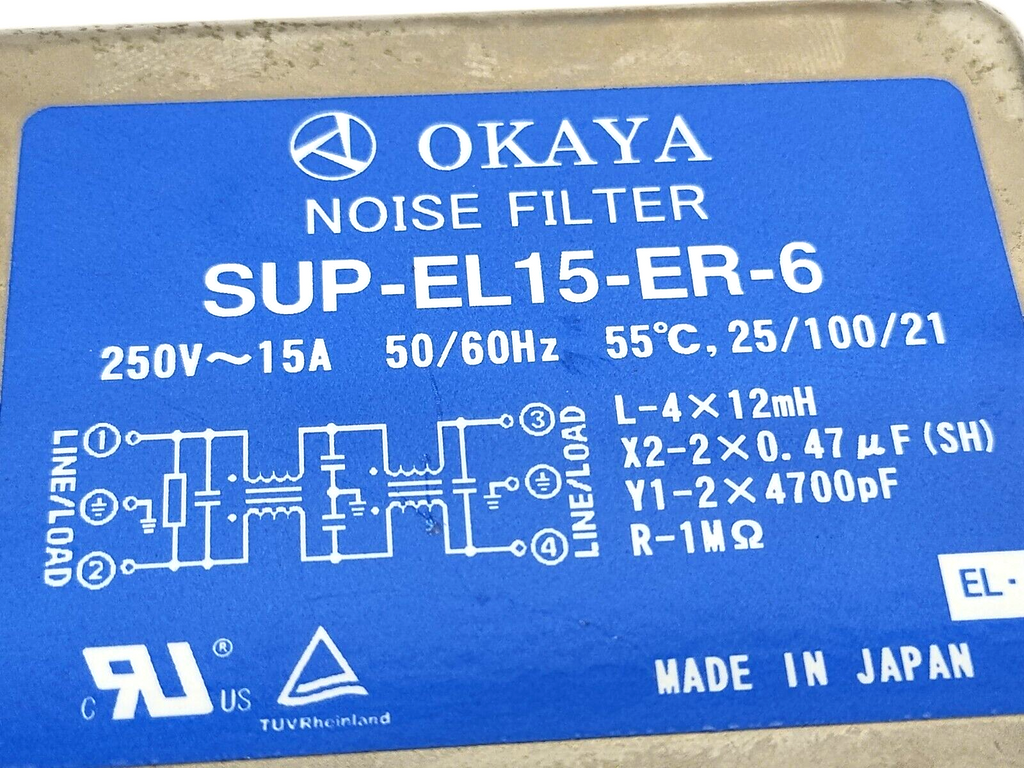 OKAYA
NOISE FILTER
SUP-EL15-ER-6
250V～15A 50/60Hz 55℃, 25/100/21
LINE/LOAD
①
②
③
④
LINE/LOAD
L-4×12mH
X2-2×0.47μF(SH)
Y1-2×4700pF
R-1MΩ
EL-
C RU ® US
TUVRheinland
MADE IN JAPAN